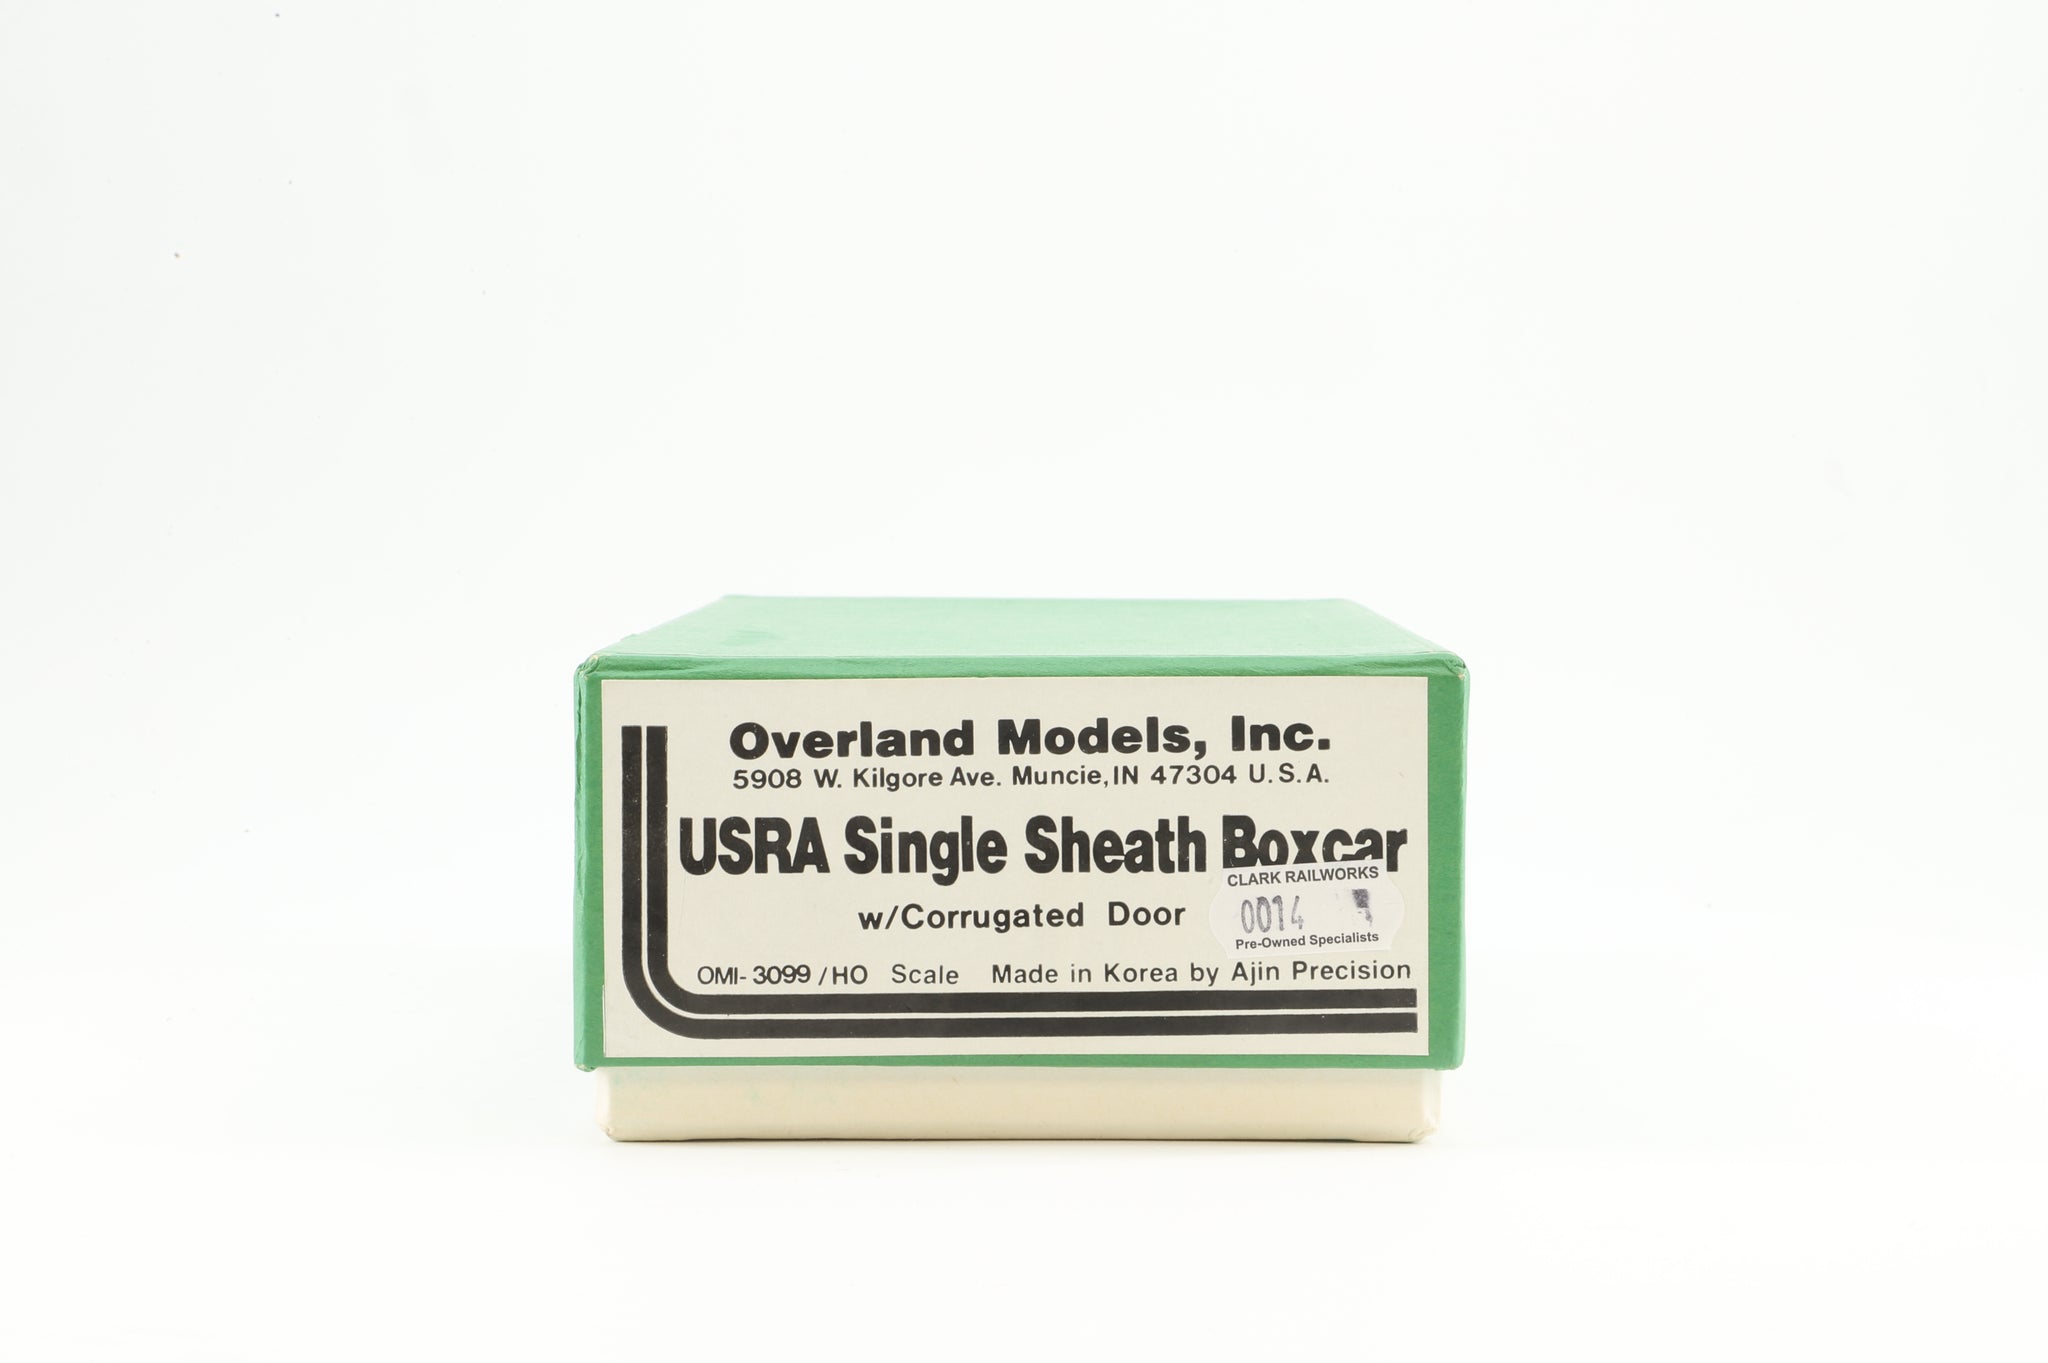 Overland Models, Inc.
5908 W. Kilgore Ave. Muncie, IN 47304 U.S.A.
USRA Single Sheath Boxcar
w/Corrugated Door
CLARK RAILWORKS
0014
Pre-Owned Specialists
OMI-3099/HO Scale Made in Korea by Ajin Precision